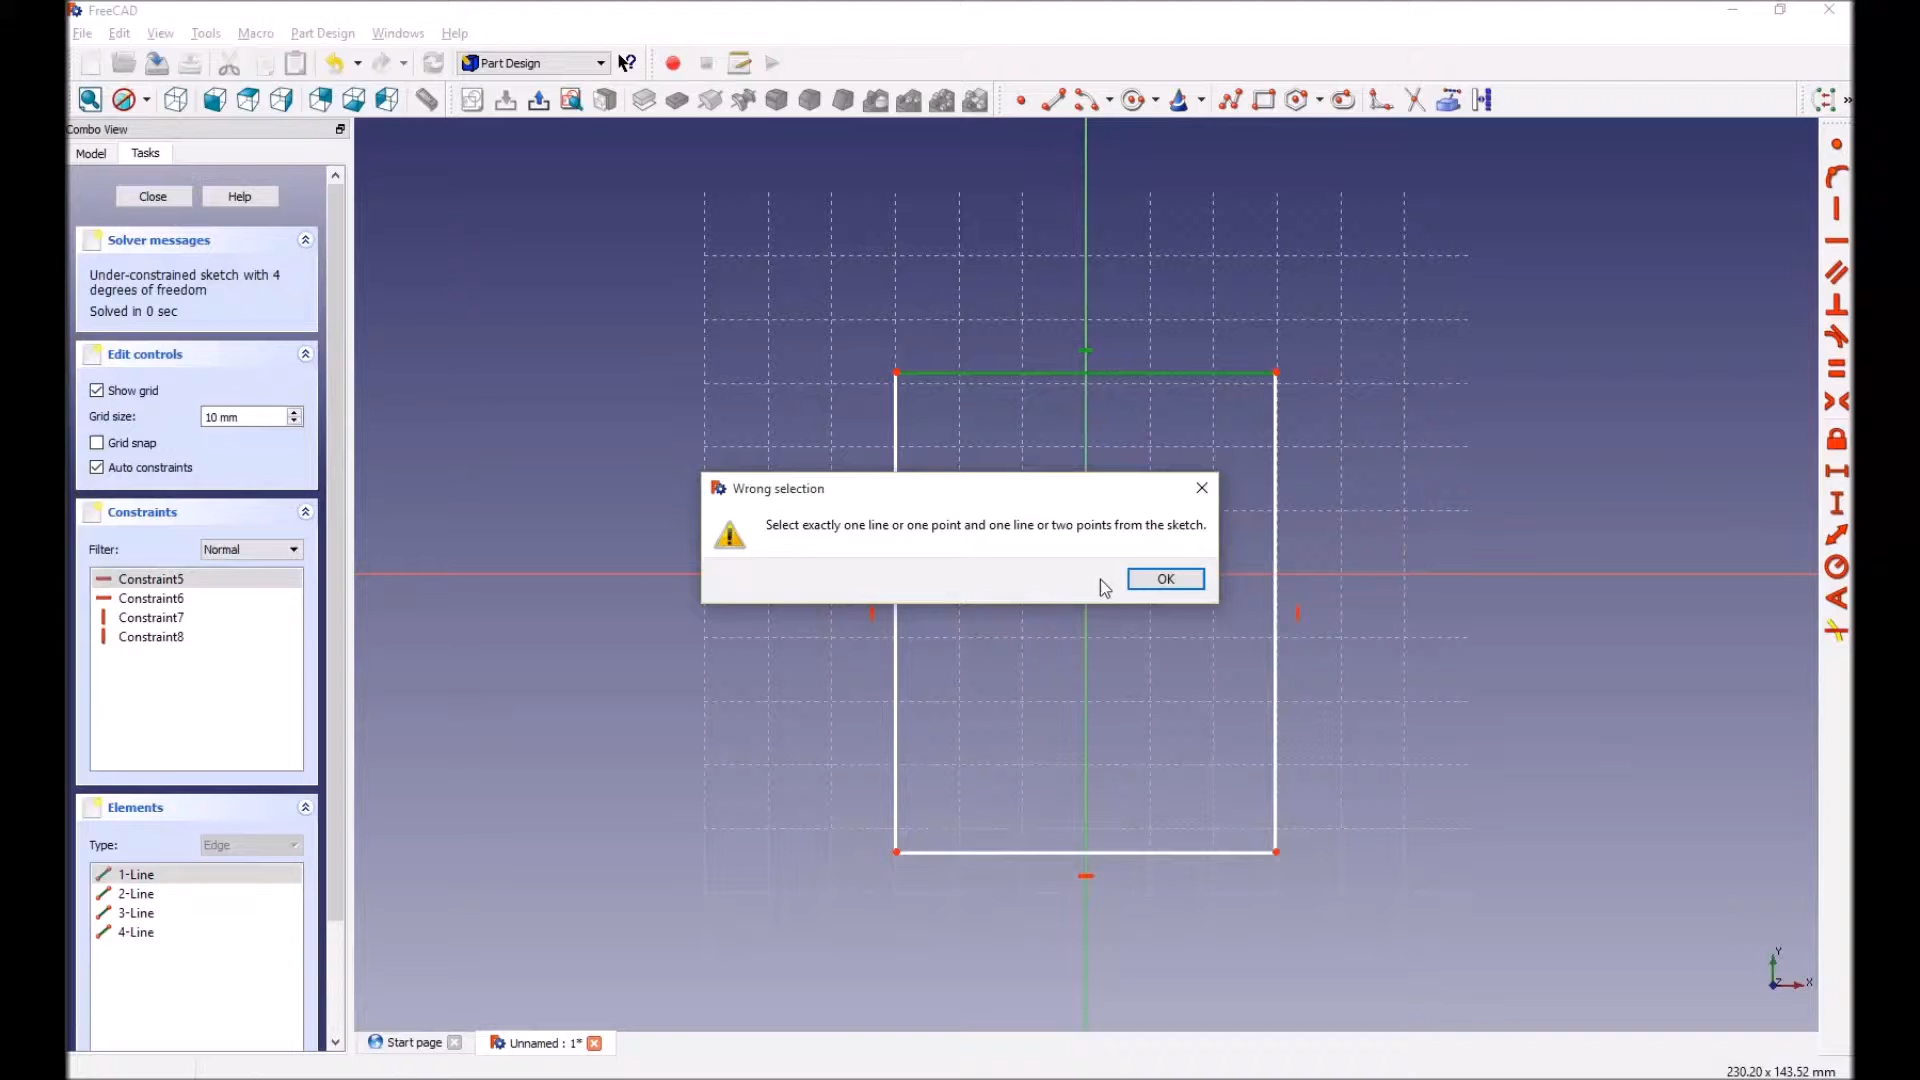 FreeCAD
File Edit View Tools Macro Part Design Windows Help
Part Design
Combo View
Model Tasks
Close Help
Solver messages
Under-constrained sketch with 4
degrees of freedom
Solved in 0 sec
Edit controls
Show grid
Grid size: 10 mm
Grid snap
Auto constraints
Constraints
Filter: Normal
Constraint5
Constraint6
Constraint7
Constraint8
Elements
Type: Edge
1-Line
2-Line
3-Line
4-Line
Wrong selection
Select exactly one line or one point and one line or two points from the sketch.
OK
Y
Z X
Start page Unnamed : 1*
230.20 x 143.52 mm